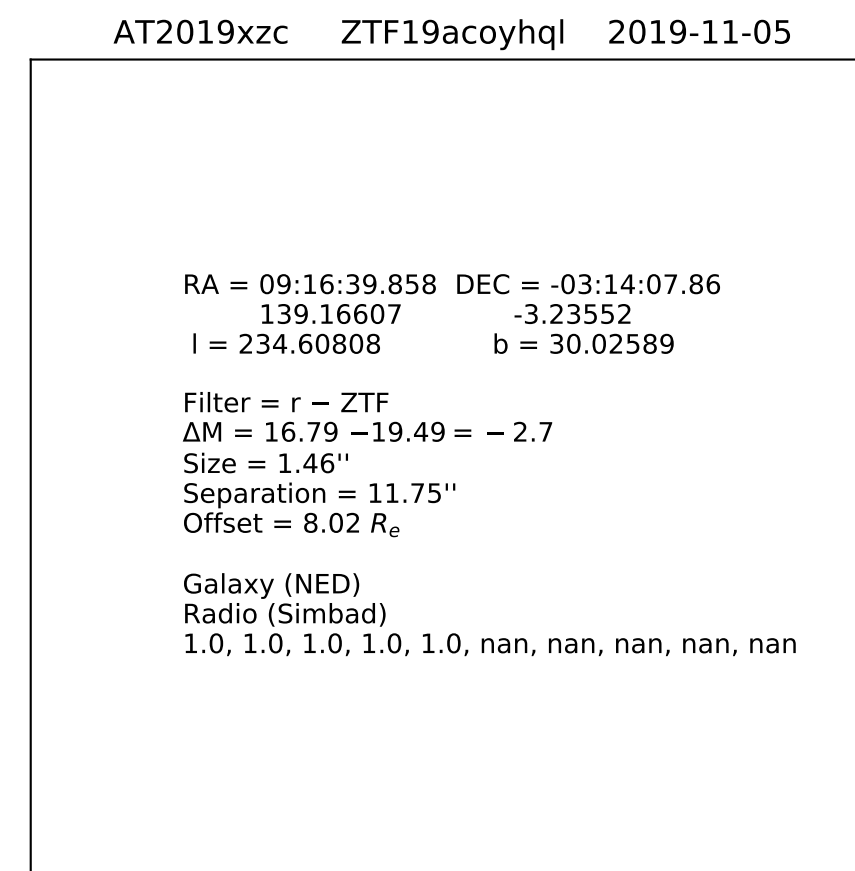 AT2019xzc ZTF19acoyhql 2019-11-05
RA = 09:16:39.858 DEC = -03:14:07.86
139.16607 -3.23552
l = 234.60808 b = 30.02589
Filter = r − ZTF
ΔM = 16.79 −19.49 = − 2.7
Size = 1.46''
Separation = 11.75''
Offset = 8.02 Re
Galaxy (NED)
Radio (Simbad)
1.0, 1.0, 1.0, 1.0, 1.0, nan, nan, nan, nan, nan